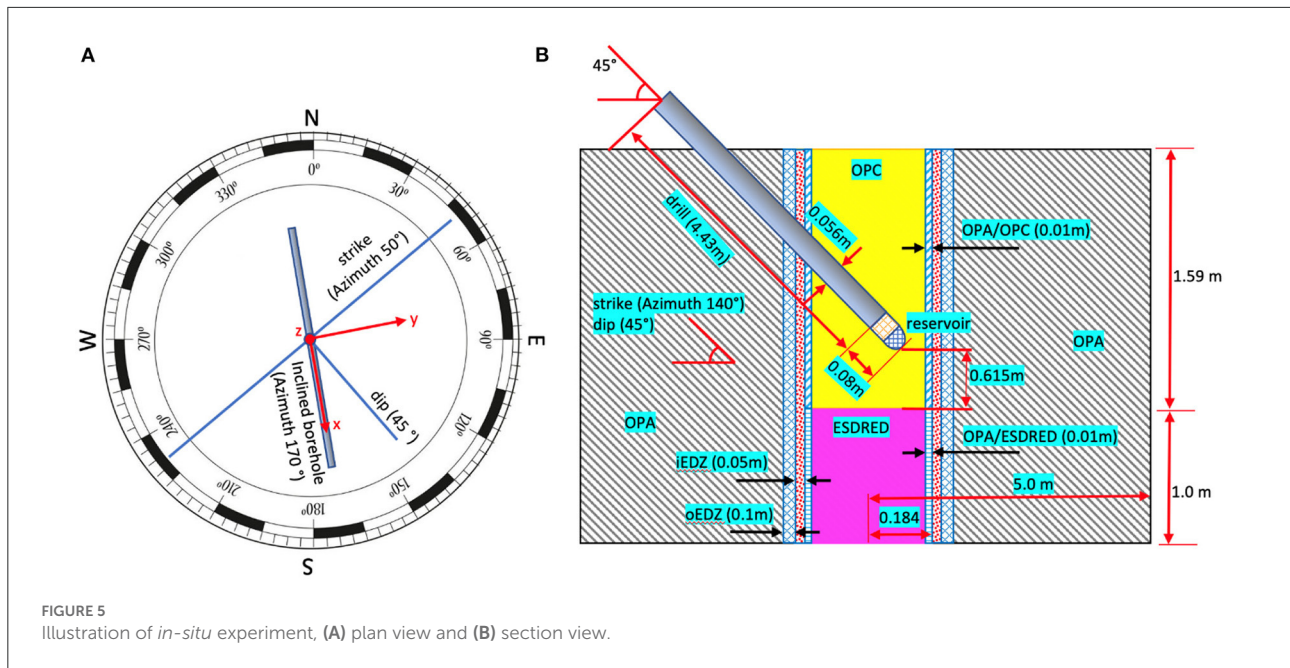 A
N
0°
30°
60°
90°
E
120°
150°
180°
S
210°
240°
270°
W
300°
330°
strike
(Azimuth 50°)
z
y
x
Inclined borehole
(Azimuth 170 °)
dip (45 °)
B
45°
OPC
drill (4.43m)
0.056m
OPA/OPC (0.01m)
1.59 m
strike (Azimuth 140°)
dip (45°)
reservoir
OPA
0.08m
0.615m
OPA
ESDRED
OPA/ESDRED (0.01m)
iEDZ (0.05m)
5.0 m
1.0 m
oEDZ (0.1m)
0.184
FIGURE 5
Illustration of in-situ experiment, (A) plan view and (B) section view.